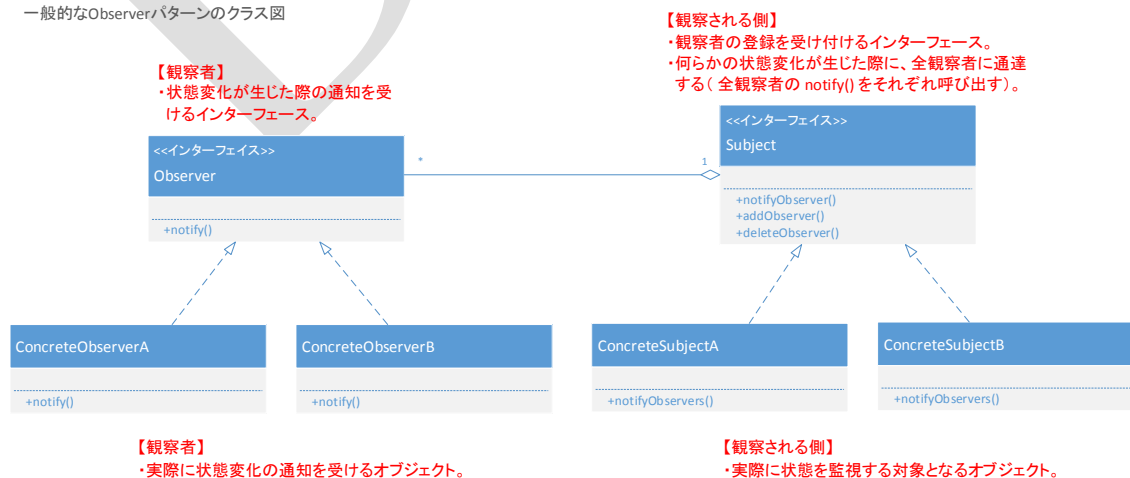 一般的なObserverパターンのクラス図
【観察される側】
・観察者の登録を受け付けるインターフェース。
・何らかの状態変化が生じた際に、全観察者に通達
する( 全観察者の notify() をそれぞれ呼び出す)。
【観察者】
・状態変化が生じた際の通知を受
けるインターフェース。
<<インターフェイス>>
Observer
+notify()
*
1
<<インターフェイス>>
Subject
+notifyObserver()
+addObserver()
+deleteObserver()
ConcreteObserverA
+notify()
ConcreteObserverB
+notify()
ConcreteSubjectA
+notifyObservers()
ConcreteSubjectB
+notifyObservers()
【観察者】
・実際に状態変化の通知を受けるオブジェクト。
【観察される側】
・実際に状態を監視する対象となるオブジェクト。